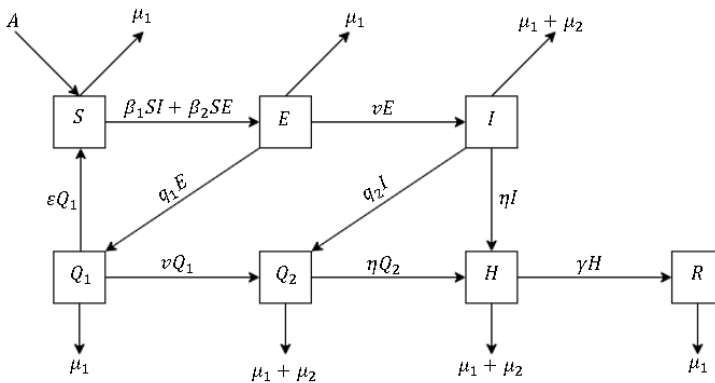 A
μ₁
μ₁
μ₁ + μ₂
S
β₁SI + β₂SE
E
vE
I
εQ₁
q₁E
q₂I
ηI
Q₁
vQ₁
Q₂
ηQ₂
H
γH
R
μ₁
μ₁ + μ₂
μ₁ + μ₂
μ₁